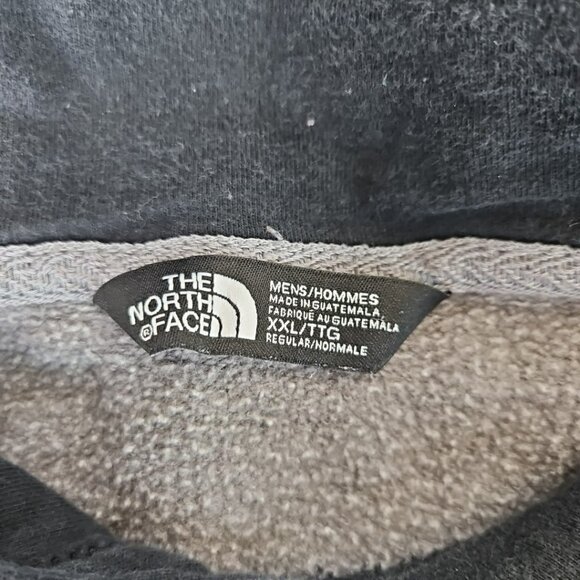 THE
NORTH
®FACE
MENS/HOMMES
MADE IN GUATEMALA
FABRIQUÉ AU GUATEMALA
XXL/TTG
REGULAR/NORMALE